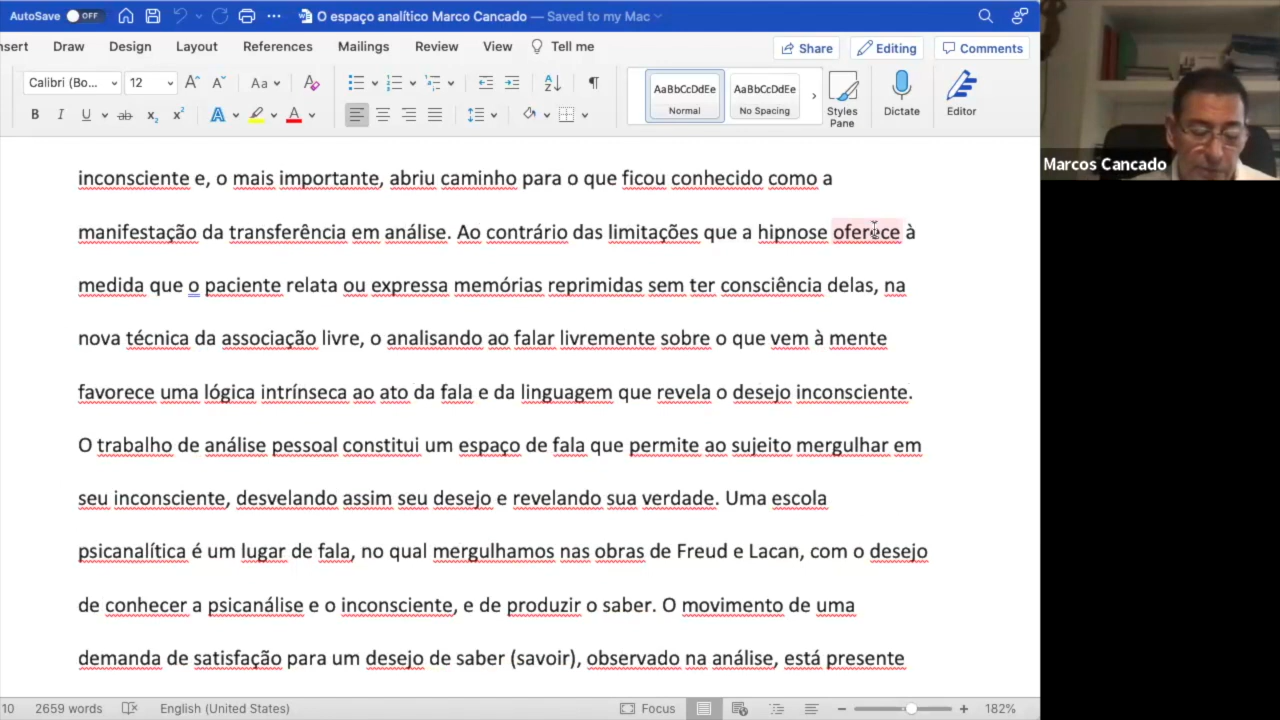 AutoSave OFF O espaço analítico Marco Cancado — Saved to my Mac
nsert Draw Design Layout References Mailings Review View Tell me Share Editing Comments
Calibri (Bo... 12 A A Aa A AaBbCcDdEe AaBbCcDdEe
B I U ab x2 x2 A A Normal No Spacing Styles Pane Dictate Editor
inconsciente e, o mais importante, abriu caminho para o que ficou conhecido como a
manifestação da transferência em análise. Ao contrário das limitações que a hipnose oferece à
medida que o paciente relata ou expressa memórias reprimidas sem ter consciência delas, na
nova técnica da associação livre, o analisando ao falar livremente sobre o que vem à mente
favorece uma lógica intrínseca ao ato da fala e da linguagem que revela o desejo inconsciente.
O trabalho de análise pessoal constitui um espaço de fala que permite ao sujeito mergulhar em
seu inconsciente, desvelando assim seu desejo e revelando sua verdade. Uma escola
psicanalítica é um lugar de fala, no qual mergulhamos nas obras de Freud e Lacan, com o desejo
de conhecer a psicanálise e o inconsciente, e de produzir o saber. O movimento de uma
demanda de satisfação para um desejo de saber (savoir), observado na análise, está presente
10 2659 words English (United States) Focus 182%
Marcos Cancado